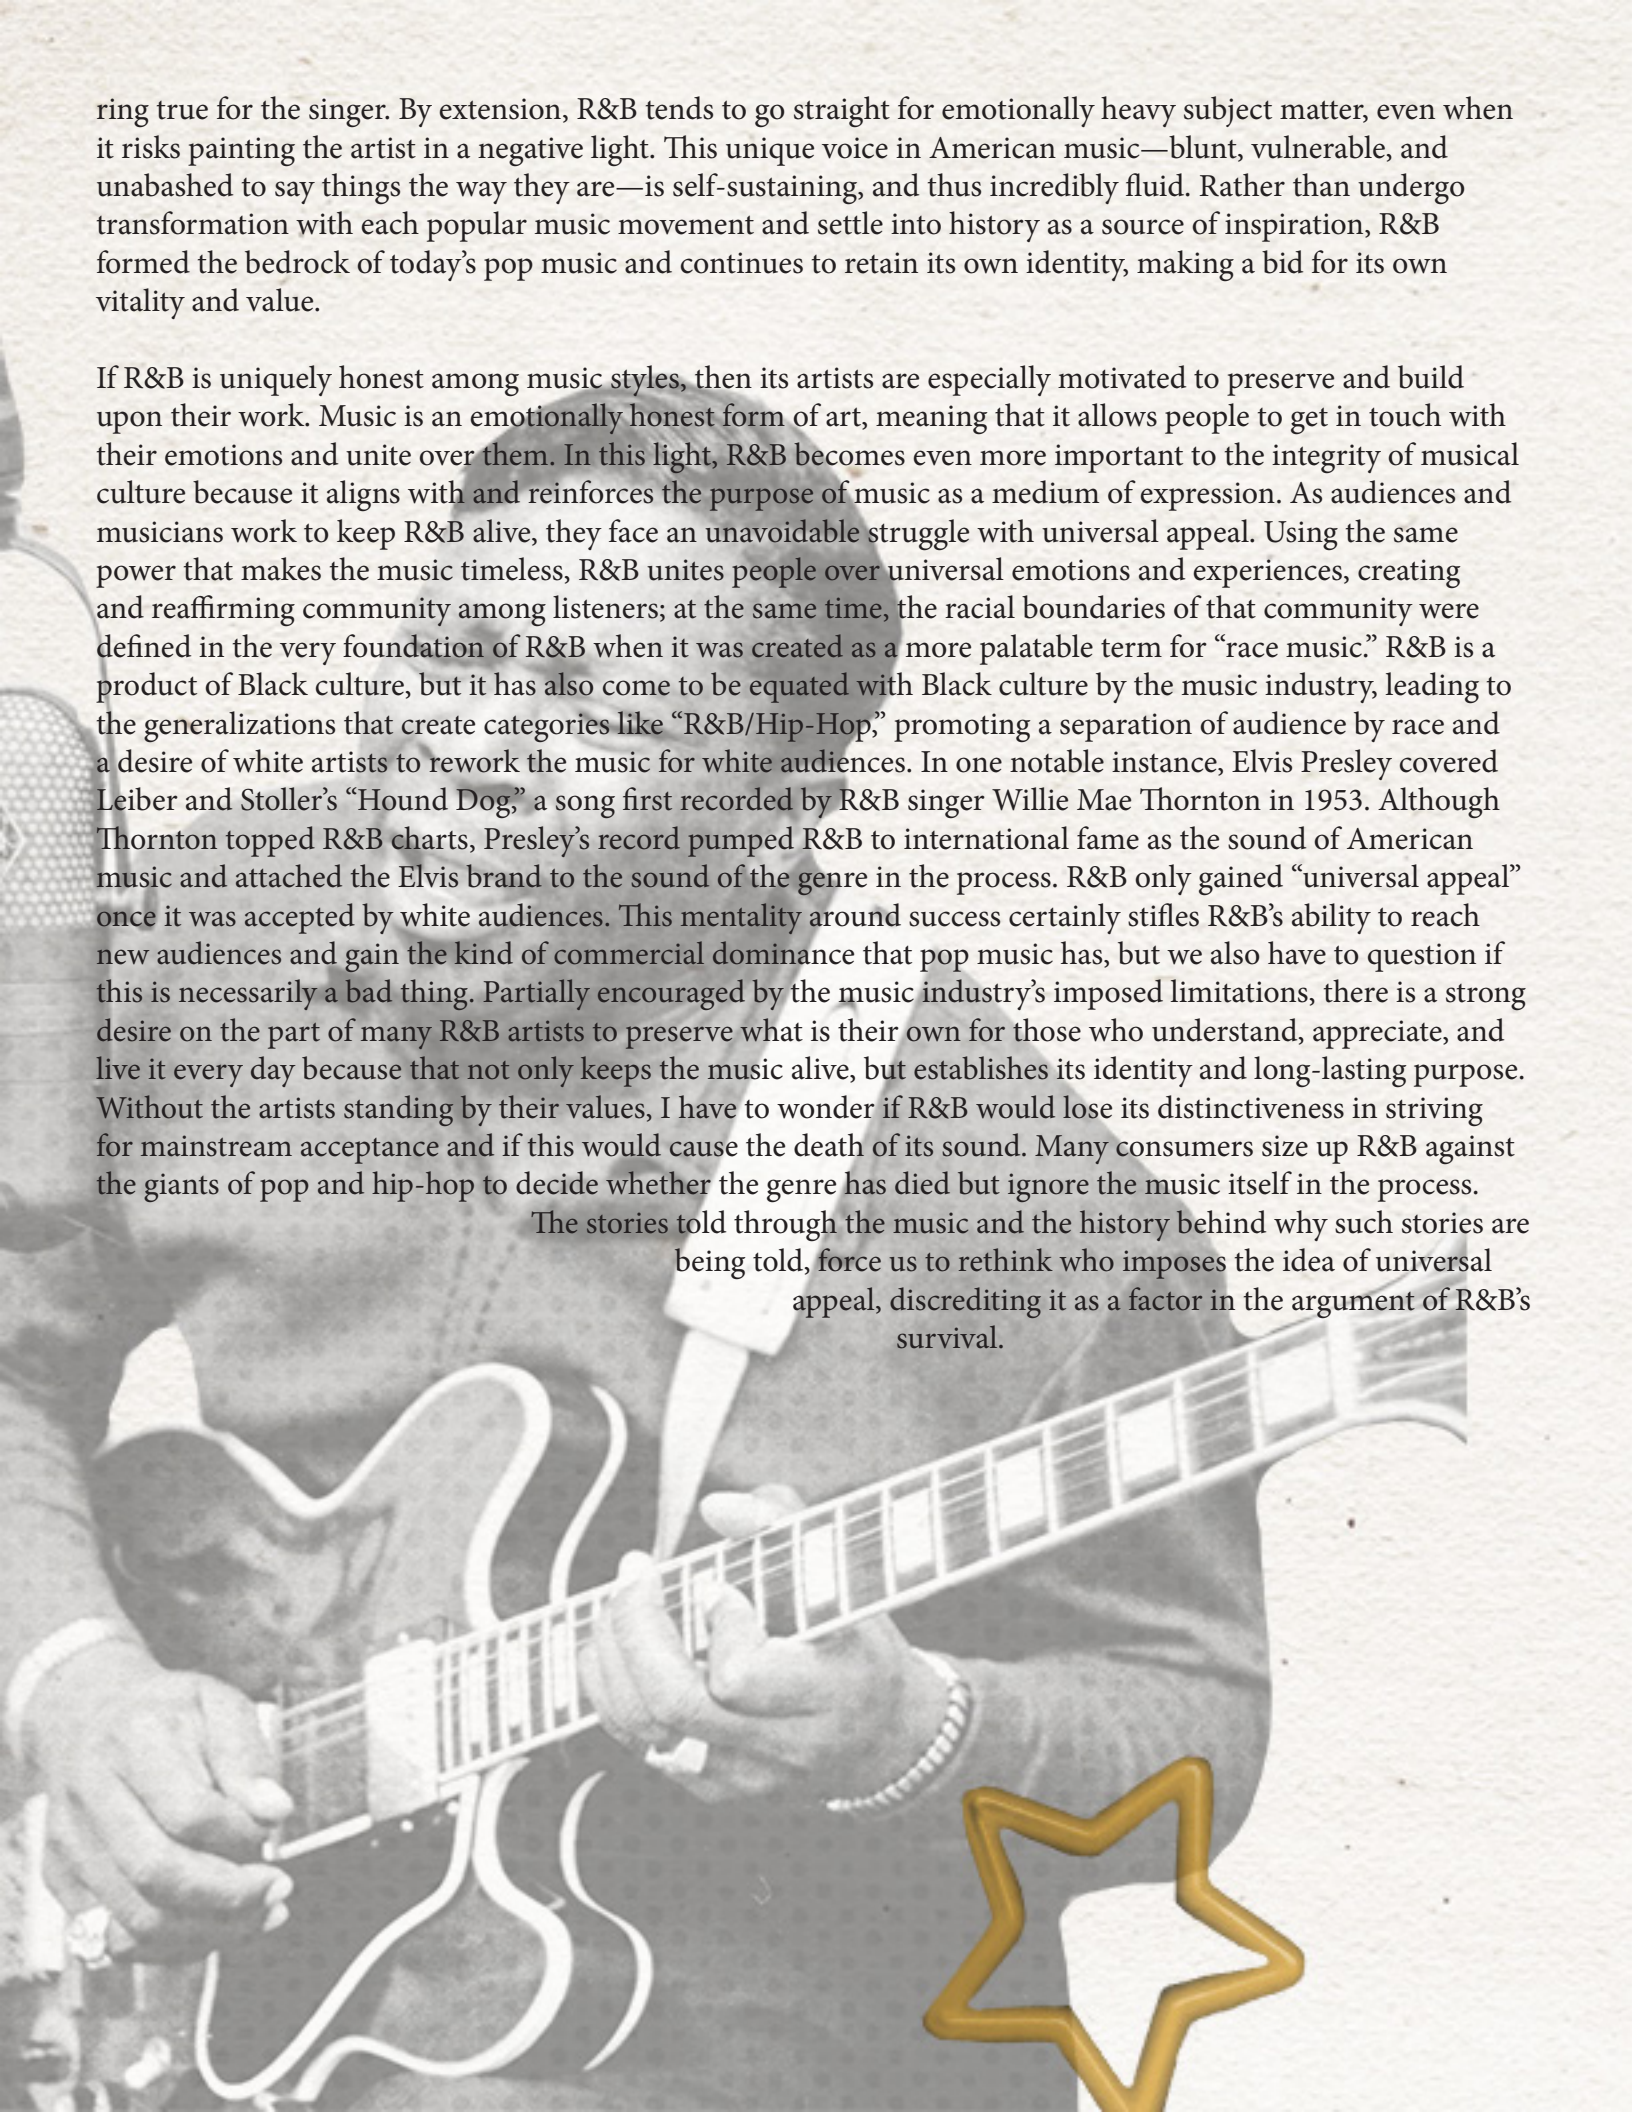 ring true for the singer. By extension, R&B tends to go straight for emotionally heavy subject matter, even when
it risks painting the artist in a negative light. This unique voice in American music—blunt, vulnerable, and
unabashed to say things the way they are—is self-sustaining, and thus incredibly fluid. Rather than undergo
transformation with each popular music movement and settle into history as a source of inspiration, R&B
formed the bedrock of today’s pop music and continues to retain its own identity, making a bid for its own
vitality and value.
If R&B is uniquely honest among music styles, then its artists are especially motivated to preserve and build
upon their work. Music is an emotionally honest form of art, meaning that it allows people to get in touch with
their emotions and unite over them. In this light, R&B becomes even more important to the integrity of musical
culture because it aligns with and reinforces the purpose of music as a medium of expression. As audiences and
musicians work to keep R&B alive, they face an unavoidable struggle with universal appeal. Using the same
power that makes the music timeless, R&B unites people over universal emotions and experiences, creating
and reaffirming community among listeners; at the same time, the racial boundaries of that community were
defined in the very foundation of R&B when it was created as a more palatable term for “race music.” R&B is a
product of Black culture, but it has also come to be equated with Black culture by the music industry, leading to
the generalizations that create categories like “R&B/Hip-Hop,” promoting a separation of audience by race and
a desire of white artists to rework the music for white audiences. In one notable instance, Elvis Presley covered
Leiber and Stoller’s “Hound Dog,” a song first recorded by R&B singer Willie Mae Thornton in 1953. Although
Thornton topped R&B charts, Presley’s record pumped R&B to international fame as the sound of American
music and attached the Elvis brand to the sound of the genre in the process. R&B only gained “universal appeal”
once it was accepted by white audiences. This mentality around success certainly stifles R&B’s ability to reach
new audiences and gain the kind of commercial dominance that pop music has, but we also have to question if
this is necessarily a bad thing. Partially encouraged by the music industry’s imposed limitations, there is a strong
desire on the part of many R&B artists to preserve what is their own for those who understand, appreciate, and
live it every day because that not only keeps the music alive, but establishes its identity and long-lasting purpose.
Without the artists standing by their values, I have to wonder if R&B would lose its distinctiveness in striving
for mainstream acceptance and if this would cause the death of its sound. Many consumers size up R&B against
the giants of pop and hip-hop to decide whether the genre has died but ignore the music itself in the process.
The stories told through the music and the history behind why such stories are
being told, force us to rethink who imposes the idea of universal
appeal, discrediting it as a factor in the argument of R&B’s
survival.